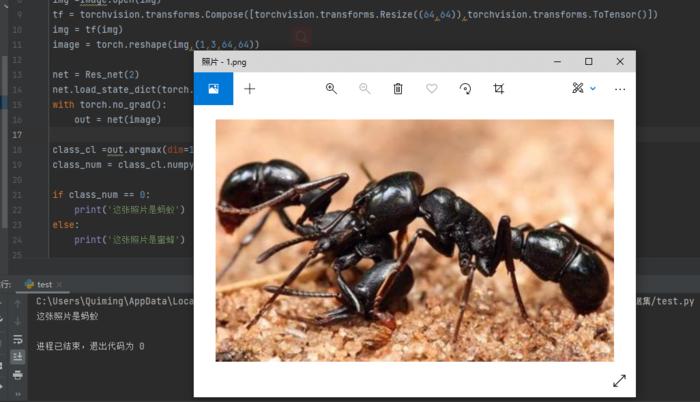 img =Image.open(img)
9 tf = torchvision.transforms.Compose([torchvision.transforms.Resize((64,64)),torchvision.transforms.ToTensor()])
10 img = tf(img)
11 image = torch.reshape(img,(1,3,64,64))
12
13 net = Res_net(2)
14 net.load_state_dict(torch.
15 with torch.no_grad():
16 out = net(image)
17
18 class_cl =out.argmax(dim=1
19 class_num = class_cl.numpy
20
21 if class_num == 0:
22 print('这张照片是蚂蚁')
23 else:
24 print('这张照片是蜜蜂')
25
照片 - 1.png
行:
test
C:\Users\Quiming\AppData\Loca
据集/test.py
这张照片是蚂蚁
进程已结束,退出代码为 0